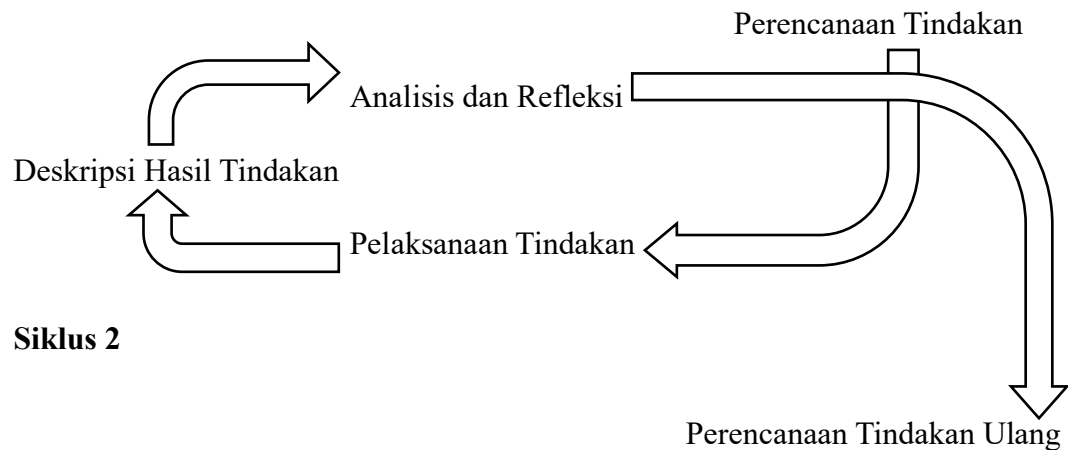 Perencanaan Tindakan
Analisis dan Refleksi
Deskripsi Hasil Tindakan
Pelaksanaan Tindakan
Siklus 2
Perencanaan Tindakan Ulang